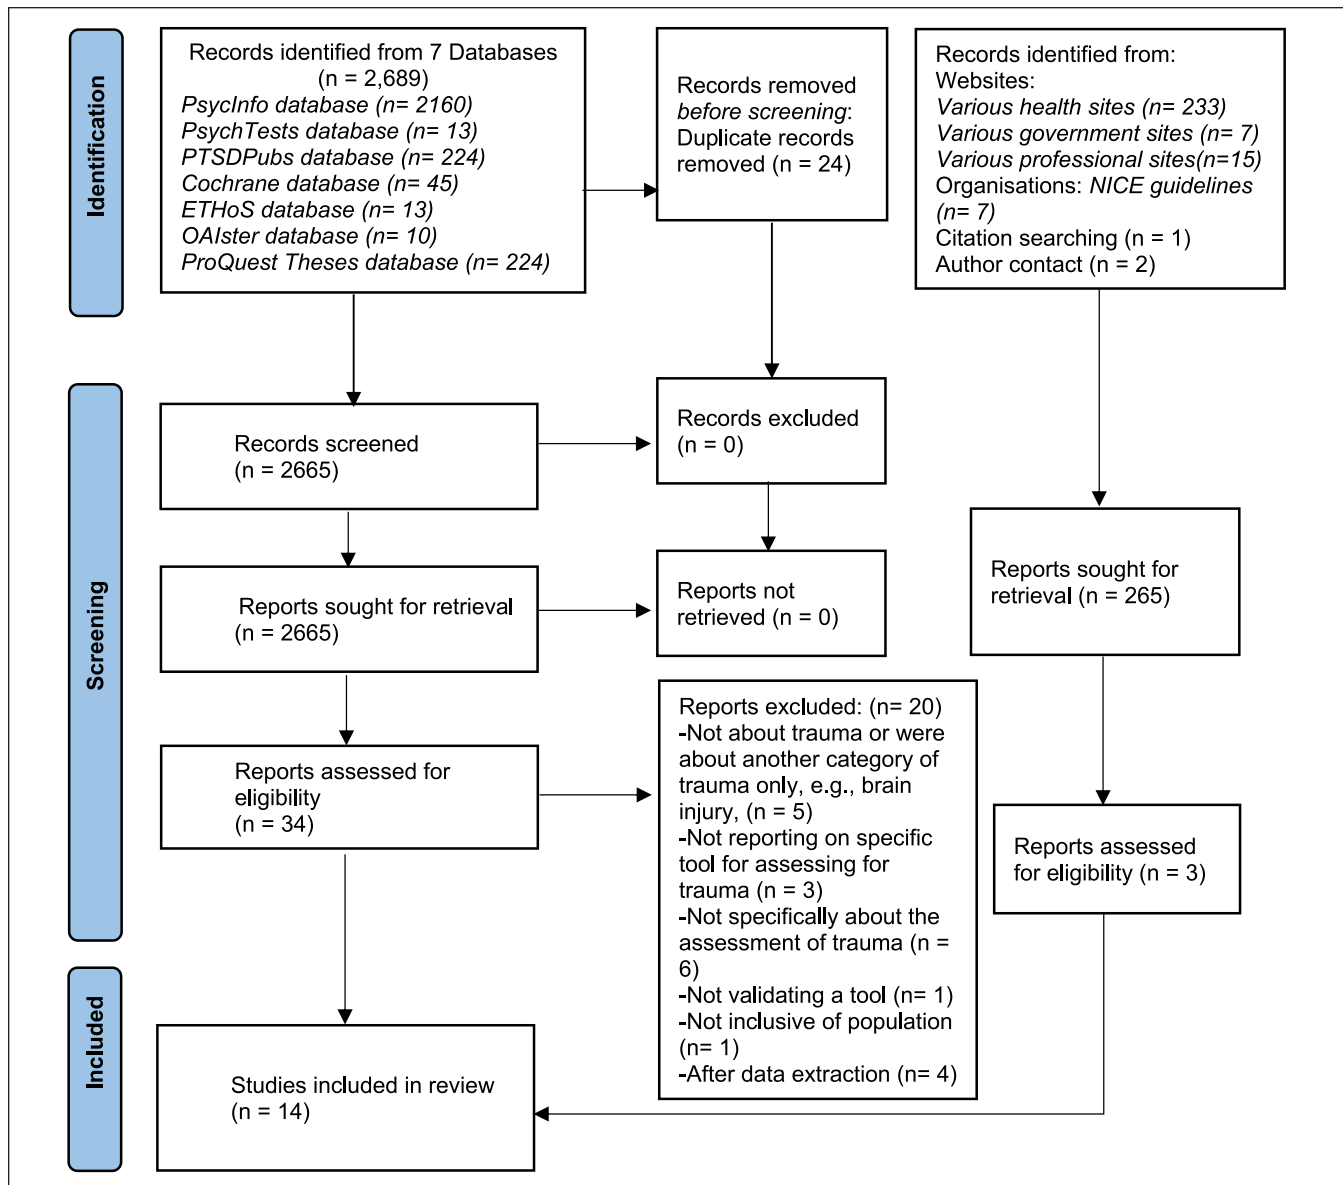 Identification
Records identified from 7 Databases
(n = 2,689)
PsycInfo database (n= 2160)
PsychTests database (n= 13)
PTSDPubs database (n= 224)
Cochrane database (n= 45)
ETHoS database (n= 13)
OAIster database (n= 10)
ProQuest Theses database (n= 224)
Records removed
before screening:
Duplicate records
removed (n = 24)
Records identified from:
Websites:
Various health sites (n= 233)
Various government sites (n= 7)
Various professional sites(n=15)
Organisations: NICE guidelines
(n= 7)
Citation searching (n = 1)
Author contact (n = 2)
Screening
Records screened
(n = 2665)
Records excluded
(n = 0)
Reports sought for retrieval
(n = 2665)
Reports not
retrieved (n = 0)
Reports sought for
retrieval (n = 265)
Reports assessed for
eligibility
(n = 34)
Reports excluded: (n= 20)
-Not about trauma or were
about another category of
trauma only, e.g., brain
injury, (n = 5)
-Not reporting on specific
tool for assessing for
trauma (n = 3)
-Not specifically about the
assessment of trauma (n =
6)
-Not validating a tool (n= 1)
-Not inclusive of population
(n= 1)
-After data extraction (n= 4)
Reports assessed
for eligibility (n = 3)
Included
Studies included in review
(n = 14)